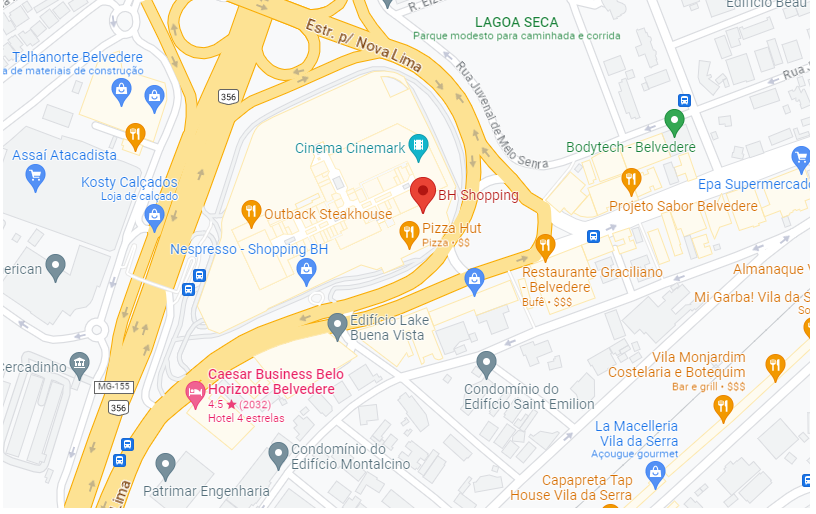 R. El
Edifício Beau
LAGOA SECA
Parque modesto para caminhada e corrida
Estr. p/ Nova Lima
Telhanorte Belvedere
a de materiais de construção
Rua Juvenal de Melo Senra
Rua
356
Cinema Cinemark
Bodytech - Belvedere
Assaí Atacadista
Kosty Calçados
Loja de calçado
BH Shopping
Epa Supermercado
Projeto Sabor Belvedere
Outback Steakhouse
Pizza Hut
Pizza • $$
Nespresso - Shopping BH
erican
Restaurante Graciliano
- Belvedere
Bufê • $$$
Almanaque V
Mi Garba! Vila da S
So
Edifício Lake
Buena Vista
Cercadinho
Vila Monjardim
Costelaria e Botequim
Bar e grill • $$$
Caesar Business Belo
Horizonte Belvedere
4.5 ★ (2032)
Hotel 4 estrelas
MG-155
356
Condomínio do
Edifício Saint Emilion
La Macelleria
Vila da Serra
Açougue gourmet
Condomínio do
Edifício Montalcino
Patrimar Engenharia
Lima
Capapreta Tap
House Vila da Serra